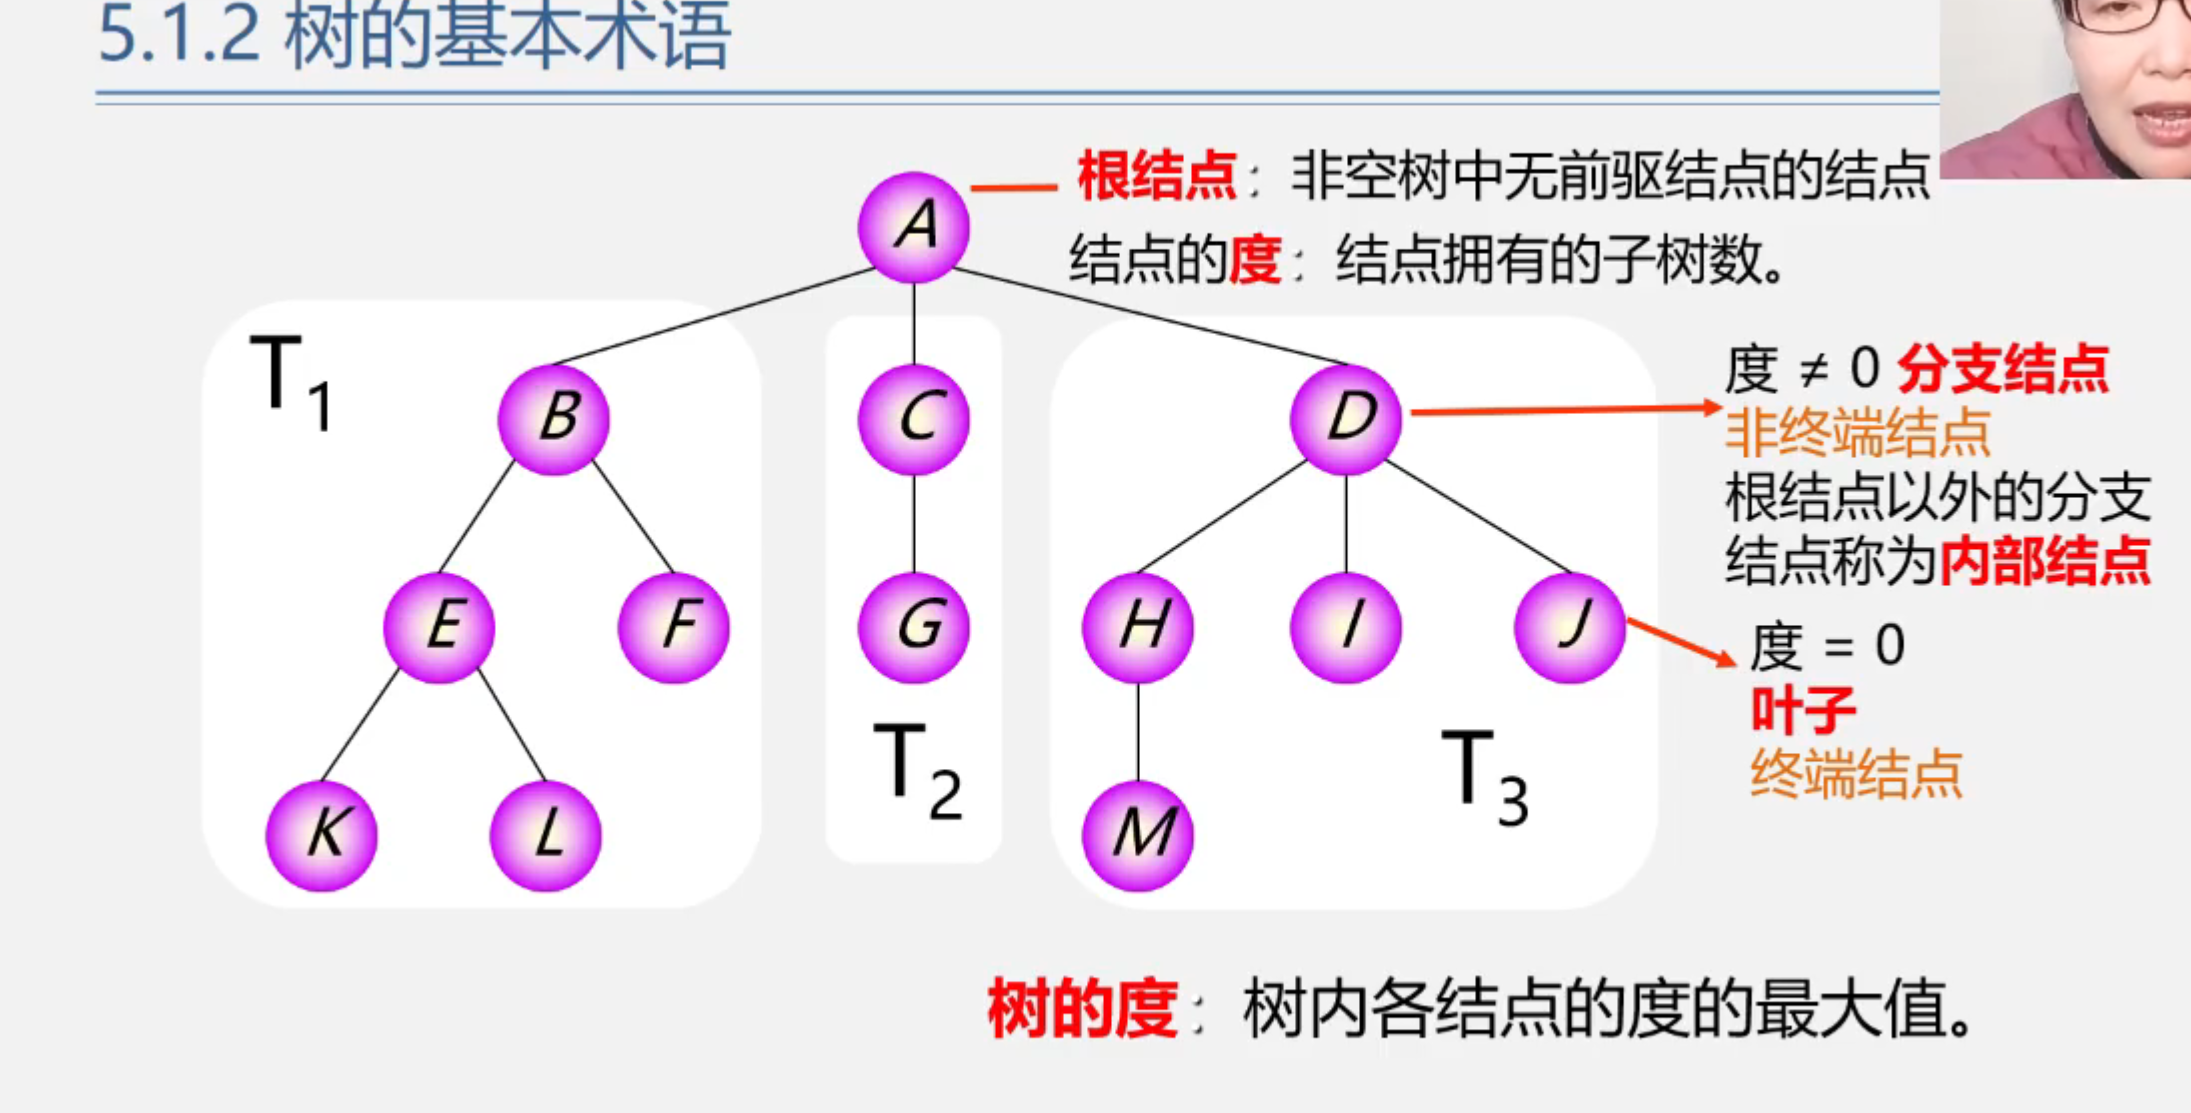 5.1.2 树的基本术语
根结点：非空树中无前驱结点的结点
A
结点的度：结点拥有的子树数。
T1
B
C
D
度 ≠ 0 分支结点
非终端结点
根结点以外的分支
结点称为内部结点
E
F
G
H
I
J
度 = 0
叶子
终端结点
T2
T3
K
L
M
树的度：树内各结点的度的最大值。